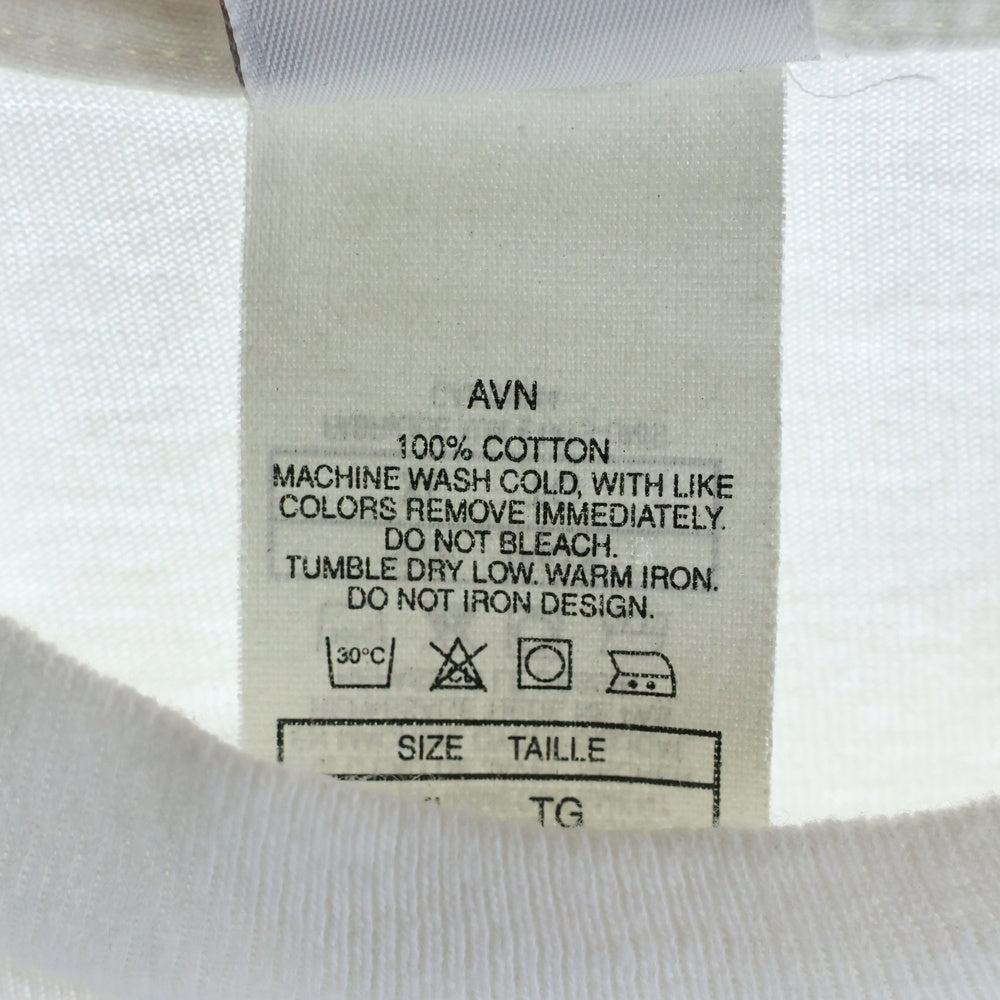 AVN
100% COTTON
MACHINE WASH COLD, WITH LIKE
COLORS REMOVE IMMEDIATELY.
DO NOT BLEACH.
TUMBLE DRY LOW. WARM IRON.
DO NOT IRON DESIGN.
30°C CL
SIZE TAILLE
TG